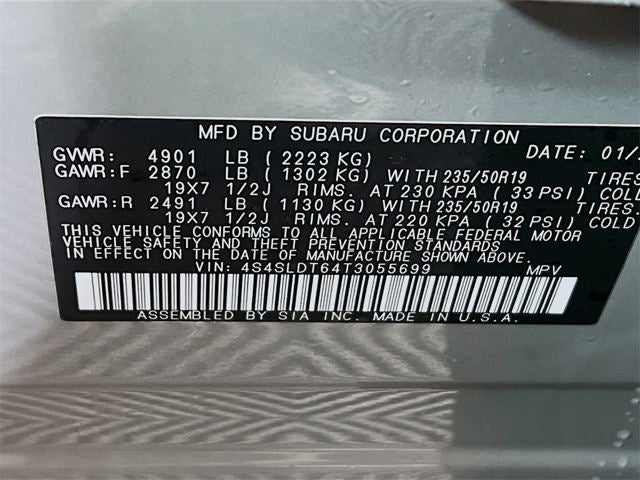 MFD BY SUBARU CORPORATION
GVWR: 4901 LB ( 2223 KG) DATE: 01/
GAWR:F 2870 LB ( 1302 KG) WITH 235/50R19 TIRES
19X7 1/2J RIMS. AT 230 KPA ( 33 PSI) COLD
GAWR:R 2491 LB ( 1130 KG) WITH 235/50R19 TIRES
19X7 1/2J RIMS. AT 220 KPA ( 32 PSI) COLD
THIS VEHICLE CONFORMS TO ALL APPLICABLE FEDERAL MOTOR
VEHICLE SAFETY AND THEFT PREVENTION STANDARDS
IN EFFECT ON THE DATE OF MANUFACTURE SHOWN ABOVE.
VIN: 4S4SLDT64T3055699 MPV
ASSEMBLED BY SIA INC. MADE IN U.S.A.